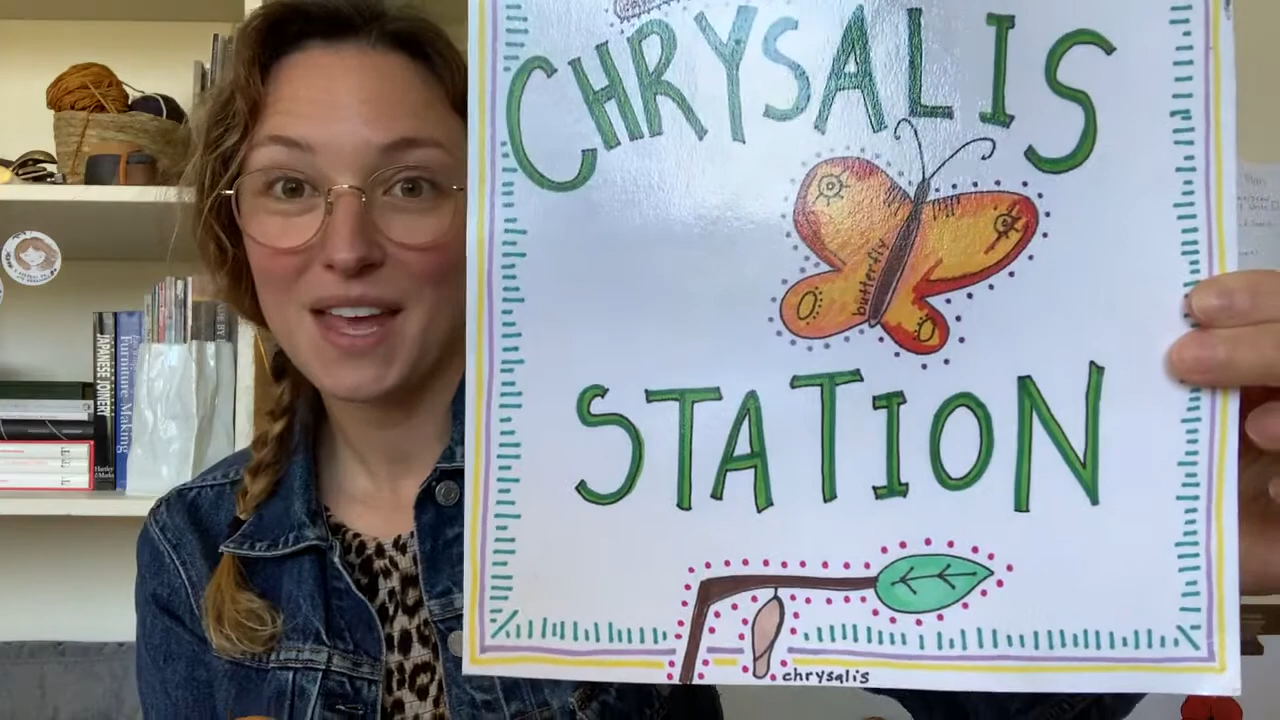 CHRYSALIS
butterfly
STATION
chrysalis
JAPANESE JOINERY
Furniture Making